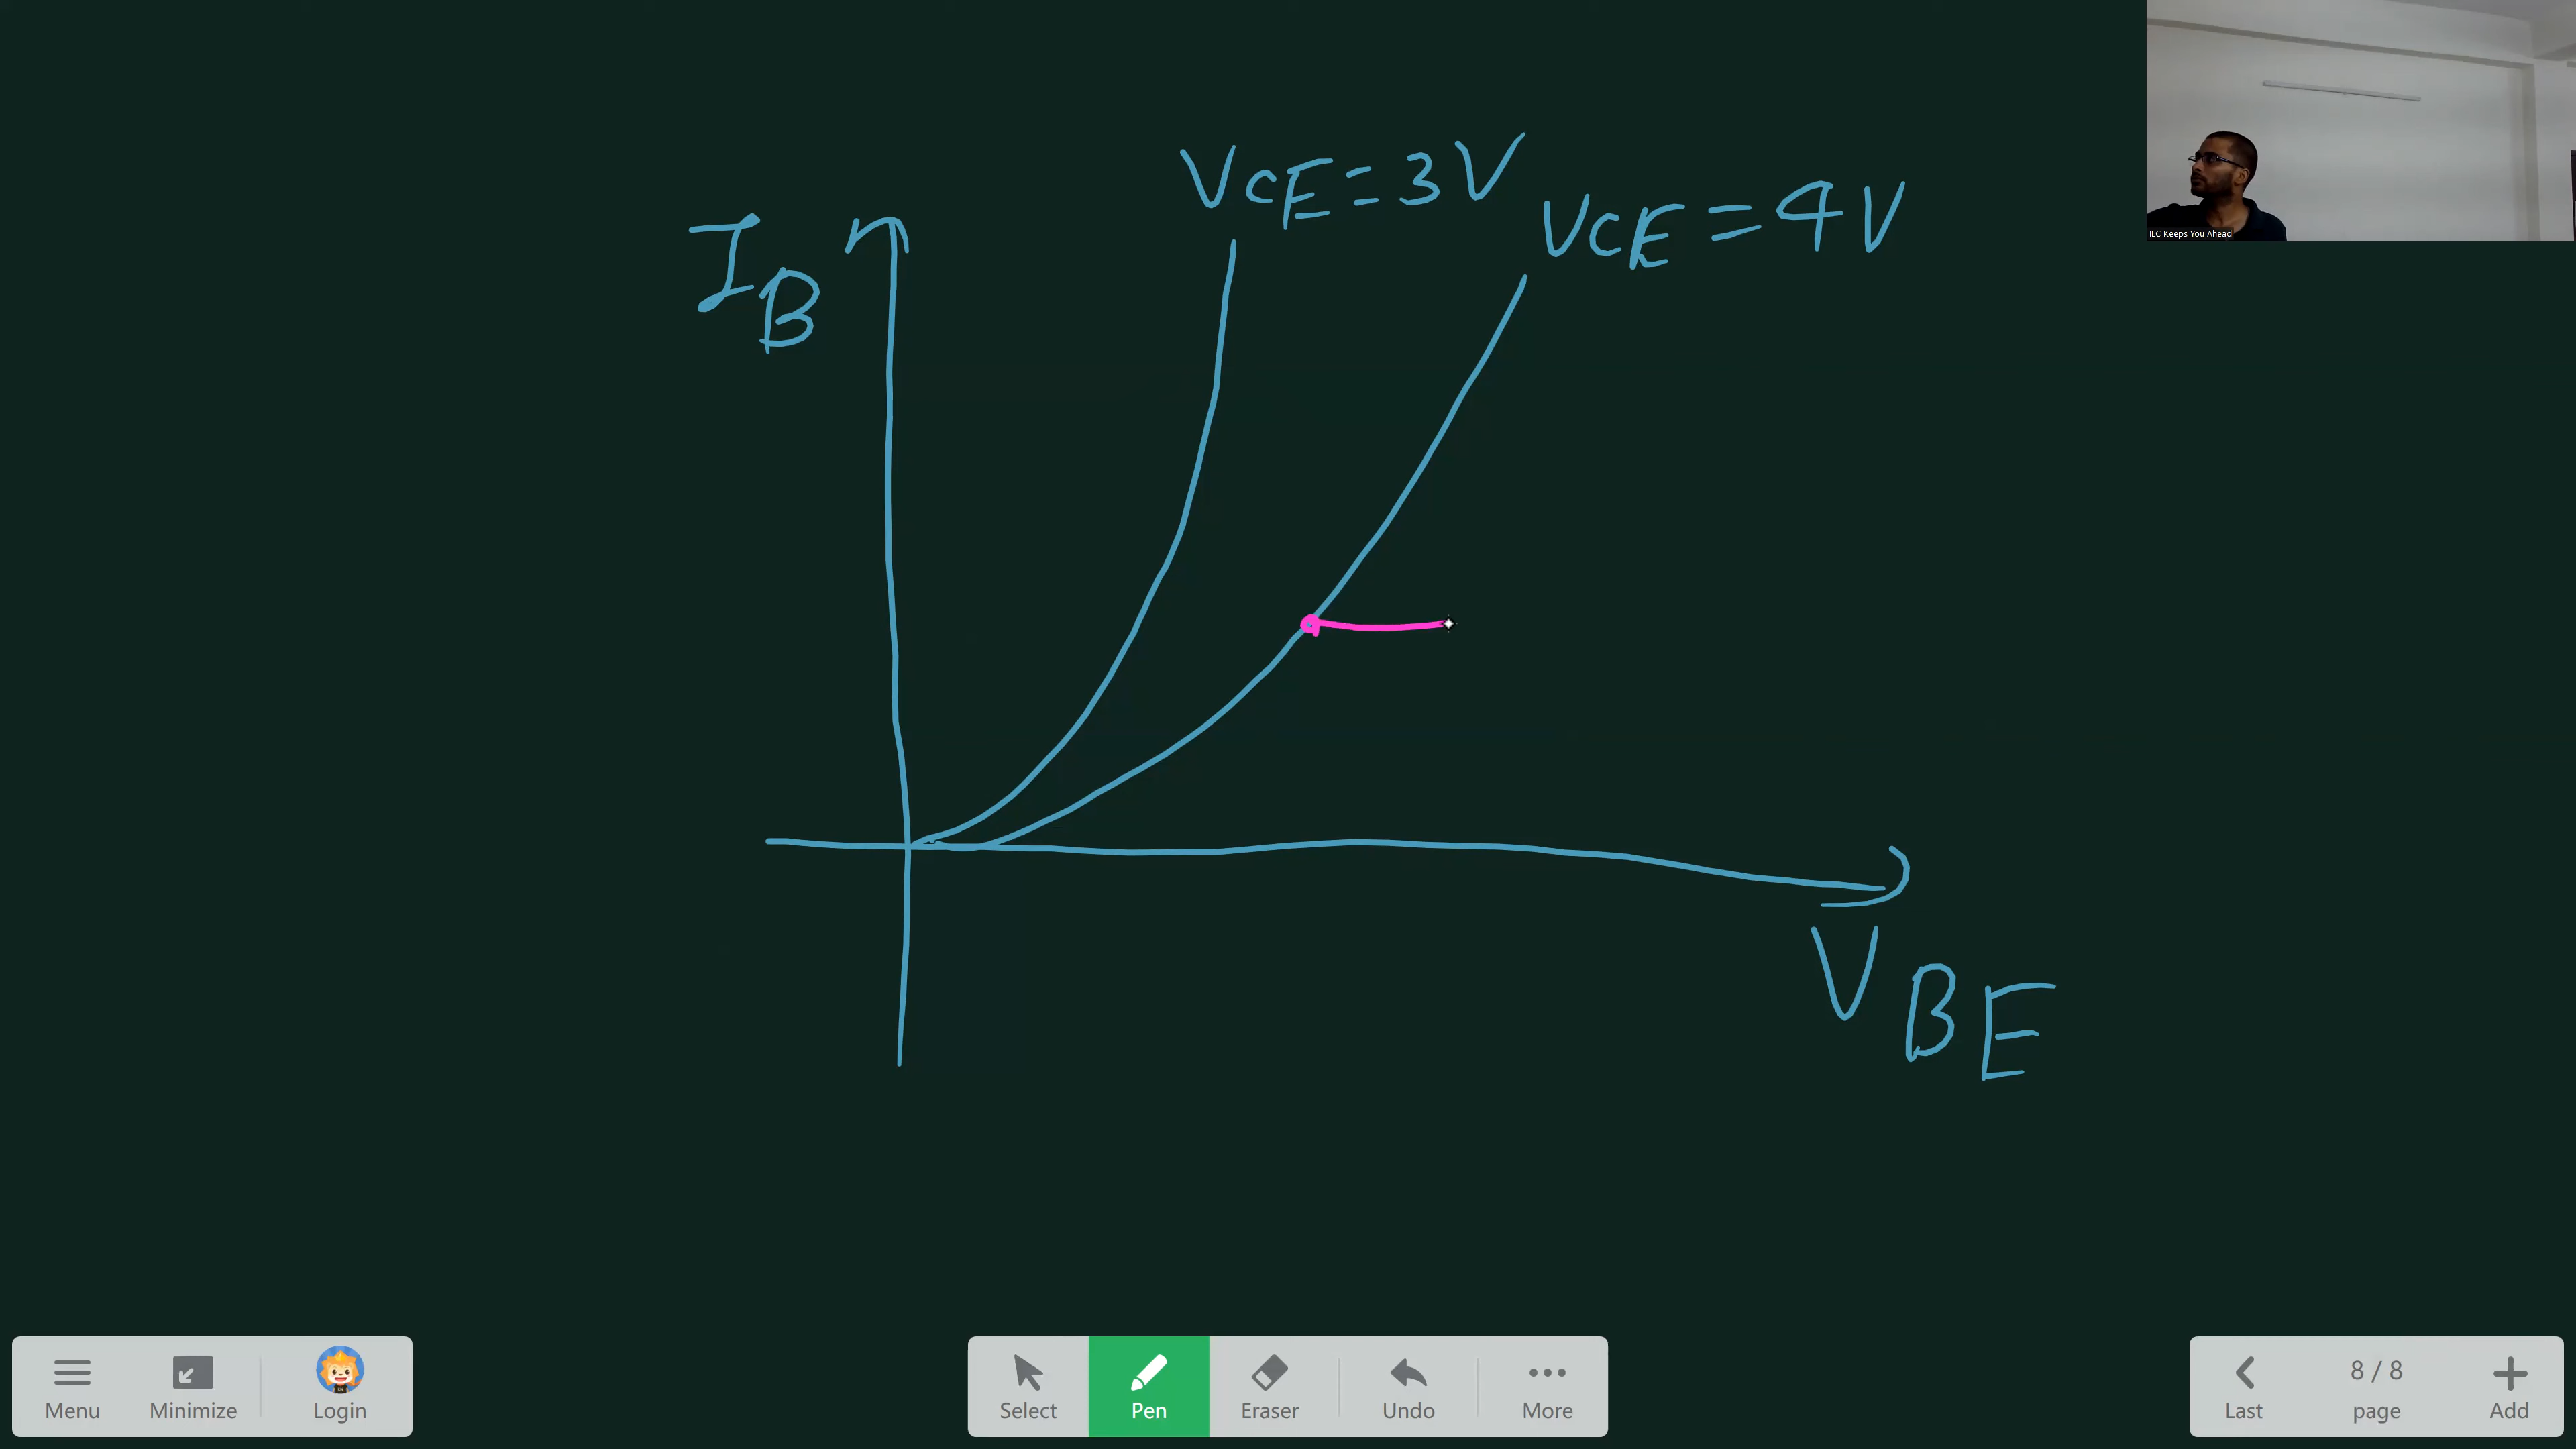 VCE = 3V
VCE = 4V
IB
VBE
ILC Keeps You Ahead
Menu
Minimize
Login
Select
Pen
Eraser
Undo
More
Last
8 / 8
page
Add